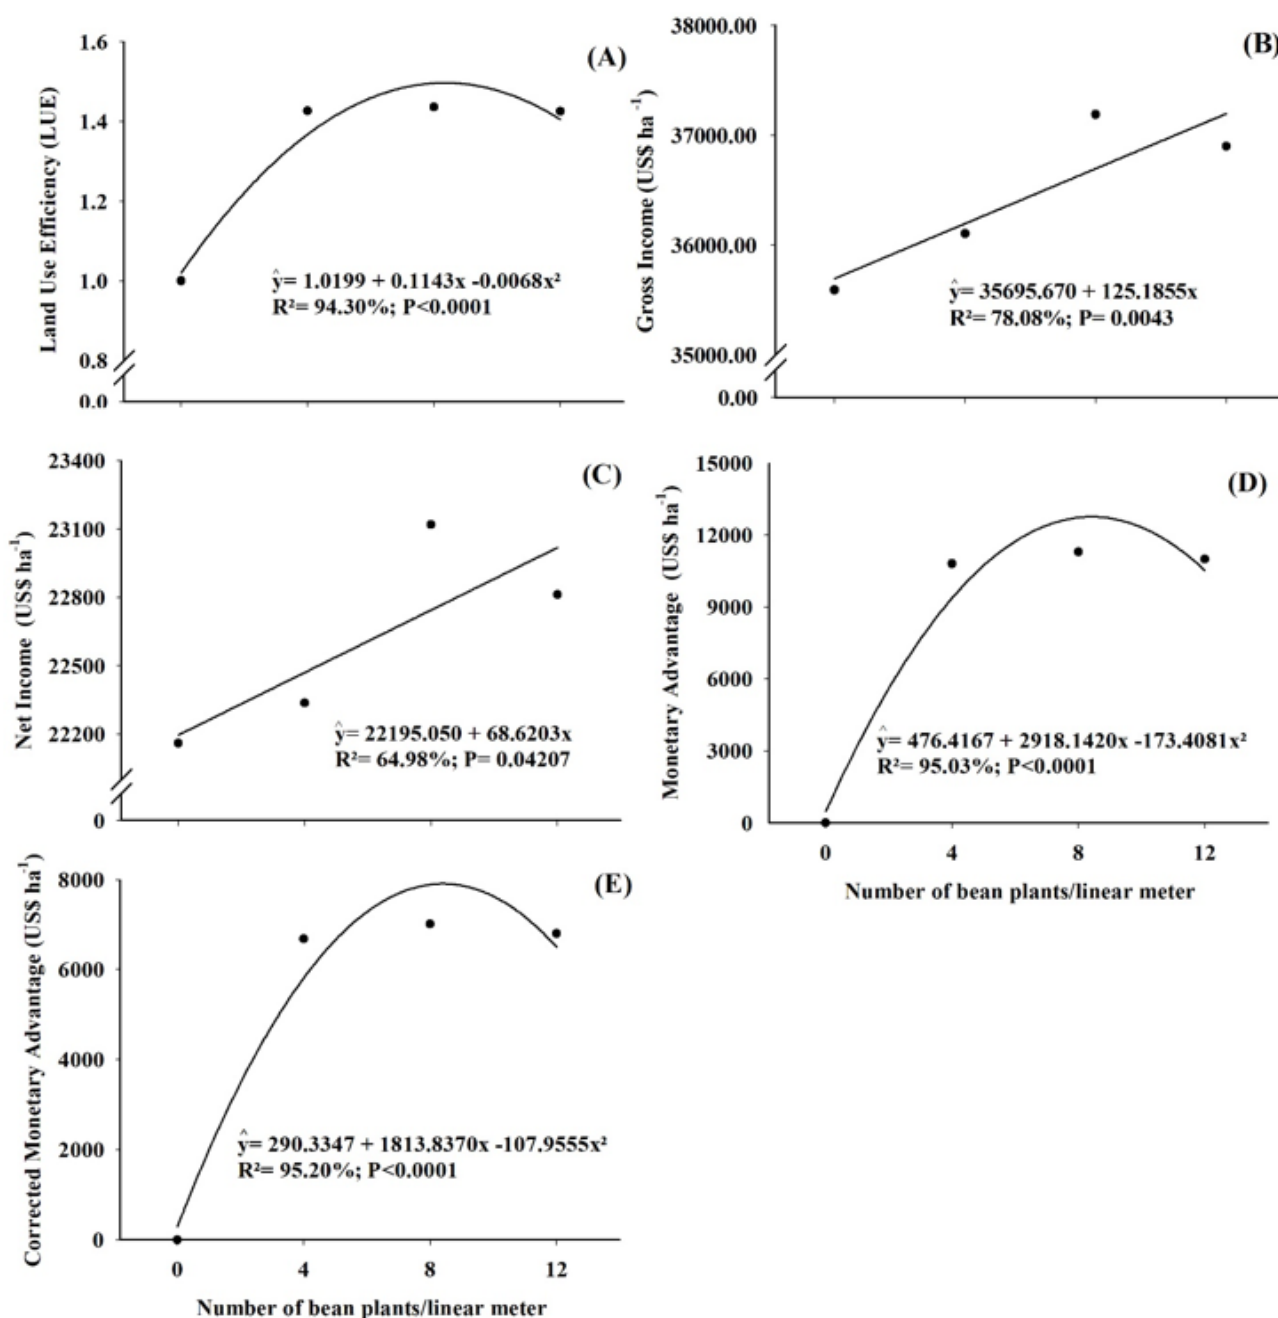 (A)
Land Use Efficiency (LUE)
1.6
1.4
1.2
1.0
0.8
0.0
ŷ= 1.0199 + 0.1143x -0.0068x²
R²= 94.30%; P<0.0001
(B)
Gross Income (US$ ha⁻¹)
38000.00
37000.00
36000.00
35000.00
0.00
ŷ= 35695.670 + 125.1855x
R²= 78.08%; P= 0.0043
(C)
Net Income (US$ ha⁻¹)
23400
23100
22800
22500
22200
0
ŷ= 22195.050 + 68.6203x
R²= 64.98%; P= 0.04207
(D)
Monetary Advantage (US$ ha⁻¹)
15000
12000
9000
6000
3000
0
ŷ= 476.4167 + 2918.1420x -173.4081x²
R²= 95.03%; P<0.0001
0 4 8 12
Number of bean plants/linear meter
(E)
Corrected Monetary Advantage (US$ ha⁻¹)
8000
6000
4000
2000
0
ŷ= 290.3347 + 1813.8370x -107.9555x²
R²= 95.20%; P<0.0001
0 4 8 12
Number of bean plants/linear meter